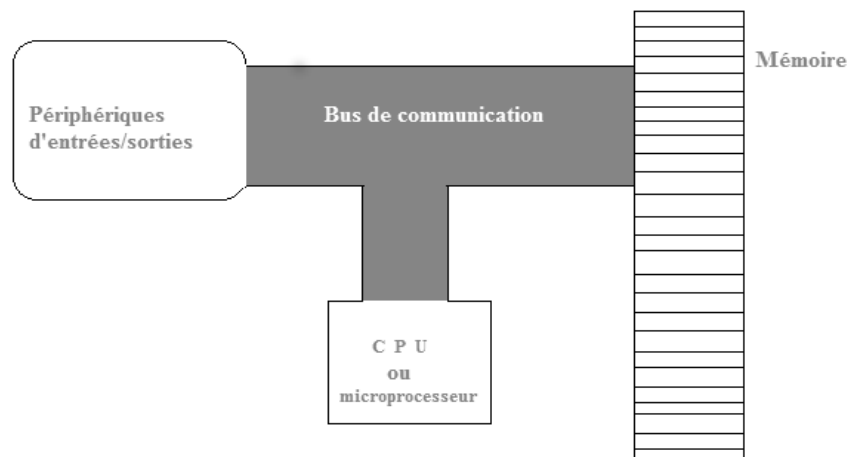 Périphériques
d'entrées/sorties
Bus de communication
Mémoire
C P U
ou
microprocesseur